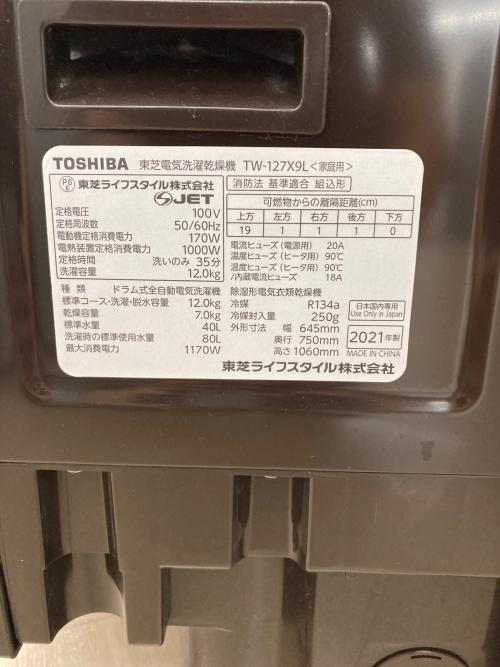 TOSHIBA 東芝電気洗濯乾燥機 TW-127X9L<家庭用>
PS E 東芝ライフスタイル株式会社
JET
定格電圧 100V
定格周波数 50/60Hz
電動機定格消費電力 170W
電熱装置定格消費電力 1000W
定格時間 洗いのみ 35分
洗濯容量 12.0kg
消防法 基準適合 組込形
可燃物からの離隔距離(cm)
上方 左方 右方 後方 下方
19 1 1 1 0
電流ヒューズ(電源用) 20A
温度ヒューズ(ヒータ用) 90℃
温度ヒューズ(ヒータ用) 90℃
/内蔵電流ヒューズ 18A
種類 ドラム式全自動電気洗濯機
標準コース・洗濯・脱水容量 12.0kg
乾燥容量 7.0kg
標準水量 40L
洗濯時の標準使用水量 80L
最大消費電力 1170W
除湿形電気衣類乾燥機
冷媒 R134a
冷媒封入量 250g
外形寸法 幅 645mm
奥行 750mm
高さ 1060mm
日本国内専用
Use Only in Japan
2021年製
MADE IN CHINA
東芝ライフスタイル株式会社